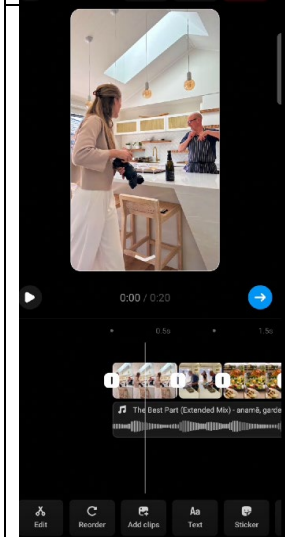 0:00 / 0:20
0.5s
1.5s
The Best Part (Extended Mix) - anamē, garde
Edit
Reorder
Add clips
Aa
Text
Sticker